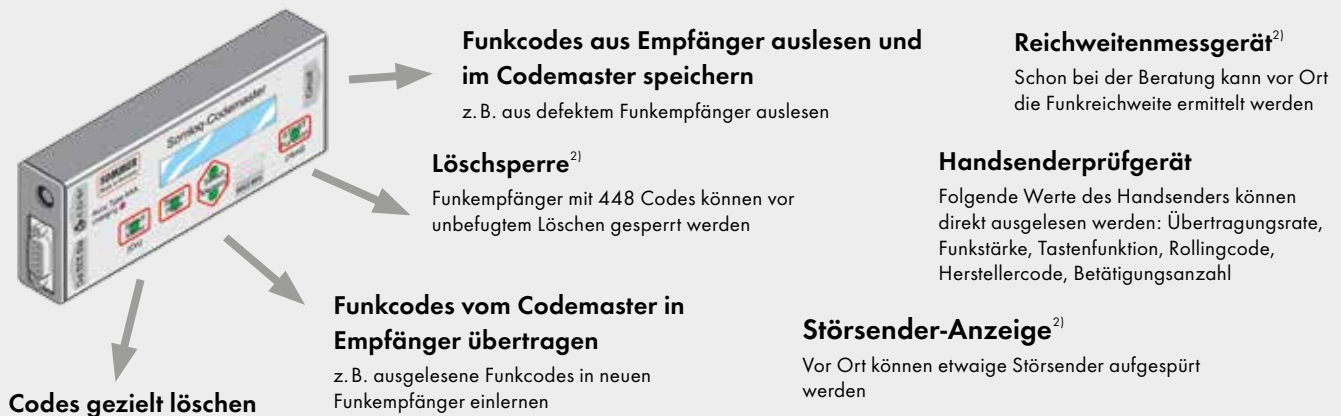 Funkcodes aus Empfänger auslesen und
im Codemaster speichern
z. B. aus defektem Funkempfänger auslesen
Reichweitenmessgerät2)
Schon bei der Beratung kann vor Ort
die Funkreichweite ermittelt werden
Somloq-Codemaster
SOMMER
Löschsperre2)
Funkempfänger mit 448 Codes können vor
unbefugtem Löschen gesperrt werden
Handsenderprüfgerät
Folgende Werte des Handsenders können
direkt ausgelesen werden: Übertragungsrate,
Funkstärke, Tastenfunktion, Rollingcode,
Herstellercode, Betätigungsanzahl
Funkcodes vom Codemaster in
Empfänger übertragen
z. B. ausgelesene Funkcodes in neuen
Funkempfänger einlernen
Störsender-Anzeige2)
Vor Ort können etwaige Störsender aufgespürt
werden
Codes gezielt löschen